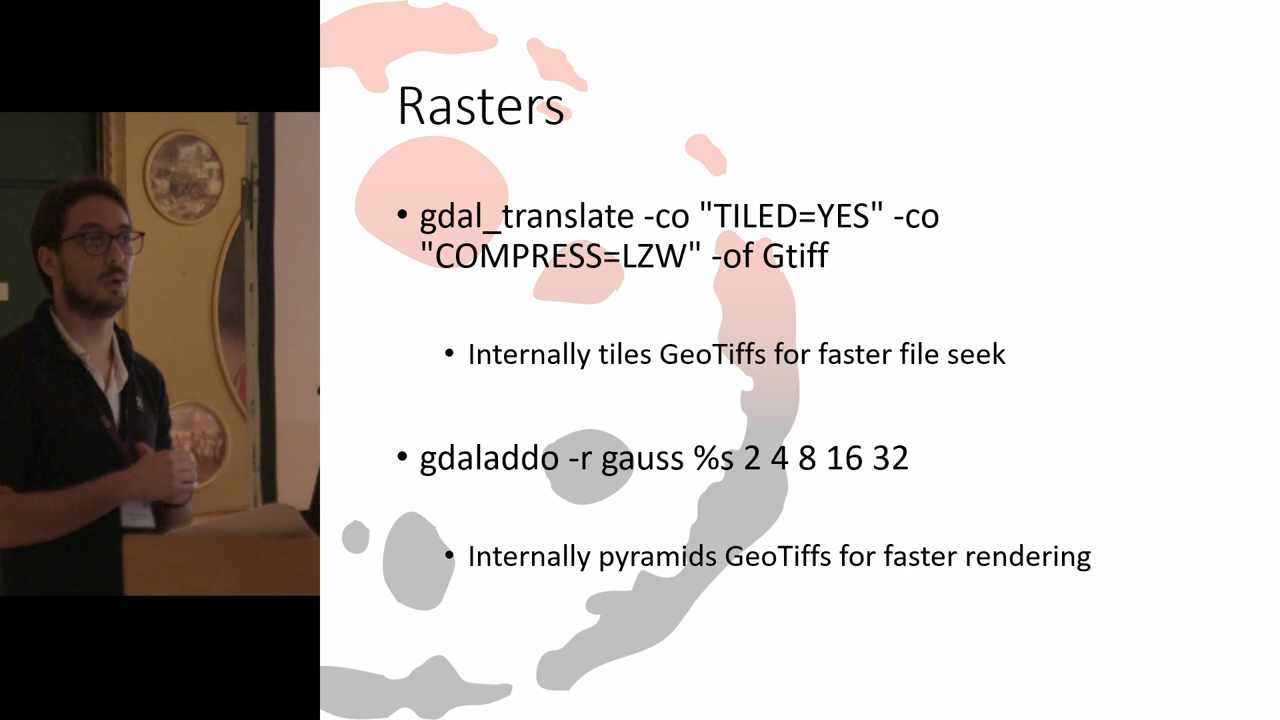 Rasters
• gdal_translate -co "TILED=YES" -co
"COMPRESS=LZW" -of Gtiff
• Internally tiles GeoTiffs for faster file seek
• gdaladdo -r gauss %s 2 4 8 16 32
• Internally pyramids GeoTiffs for faster rendering